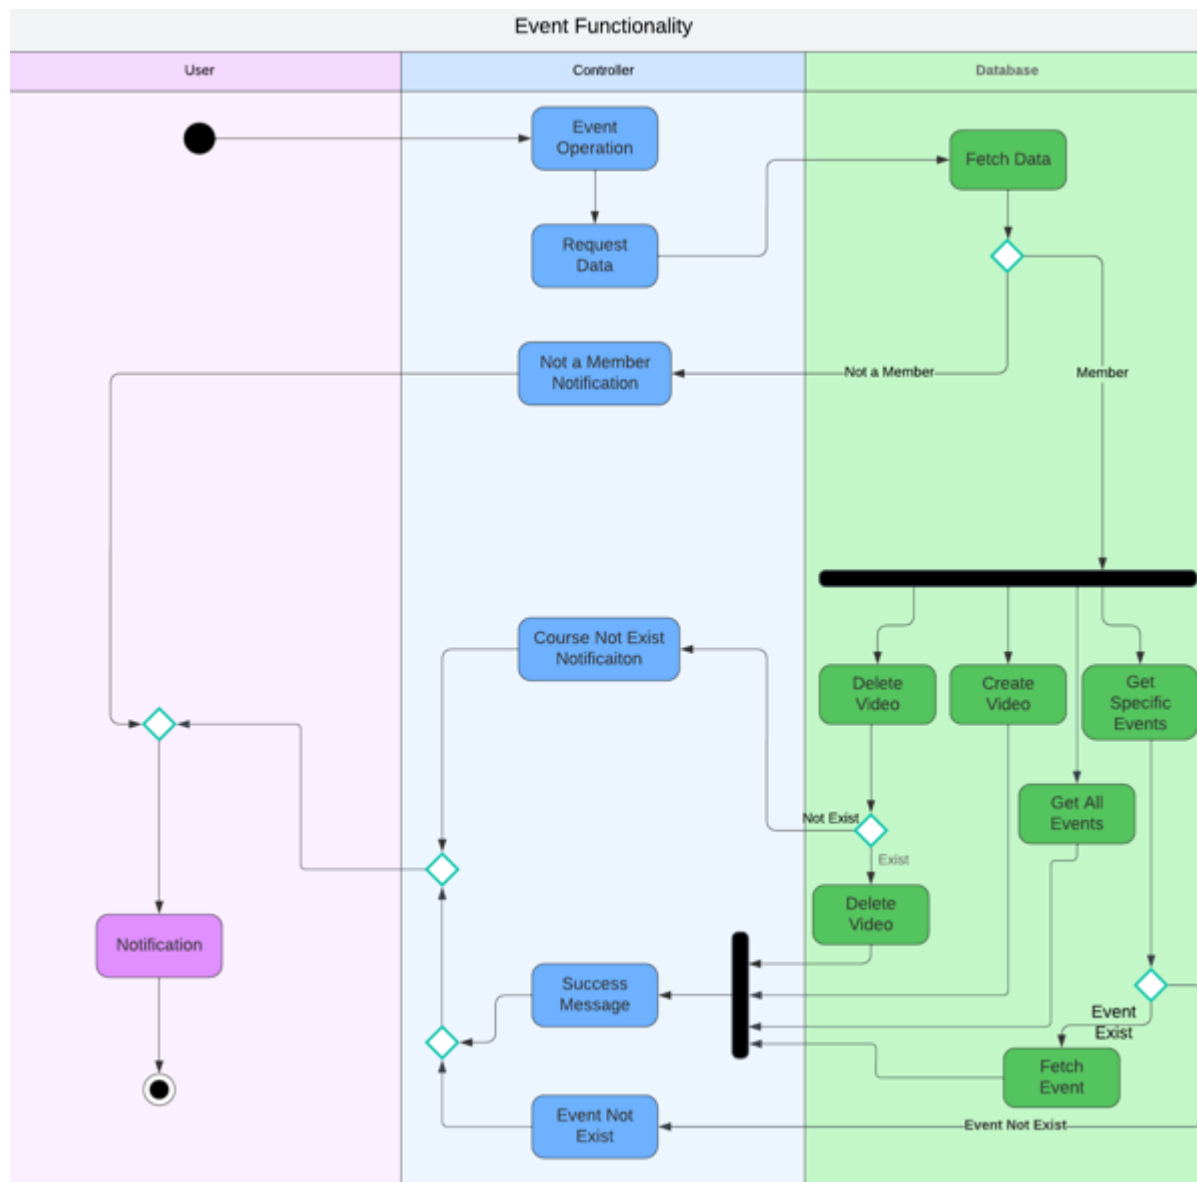 Event Functionality
User
Controller
Database
Event
Operation
Fetch Data
Request
Data
Not a Member
Notification
Not a Member
Member
Course Not Exist
Notificaiton
Delete
Video
Create
Video
Get
Specific
Events
Get All
Events
Not Exist
Exist
Delete
Video
Notification
Success
Message
Event
Exist
Fetch
Event
Event Not
Exist
Event Not Exist